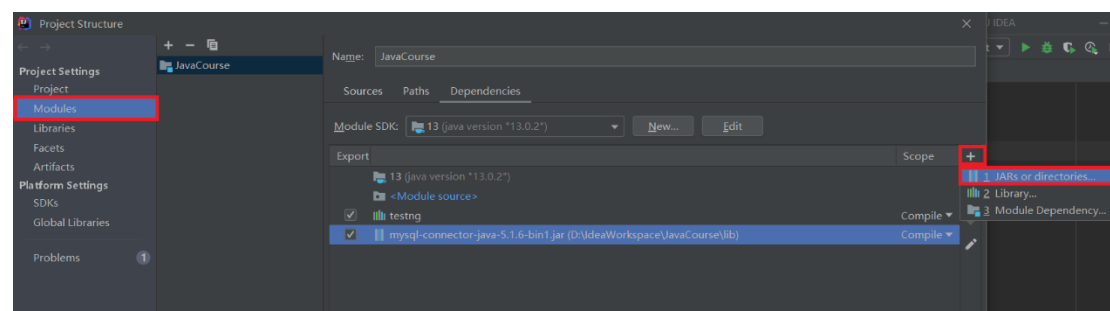 Project Structure
IDEA
Name: JavaCourse
JavaCourse
Project Settings
Project
Modules
Libraries
Facets
Artifacts
Platform Settings
SDKs
Global Libraries
Problems 1
Sources Paths Dependencies
Module SDK: 13 (java version "13.0.2") New... Edit
Export Scope
13 (java version "13.0.2")
<Module source>
testng Compile
mysql-connector-java-5.1.6-bin1.jar (D:\IdeaWorkspace\JavaCourse\lib) Compile
1 JARs or directories...
2 Library...
3 Module Dependency...